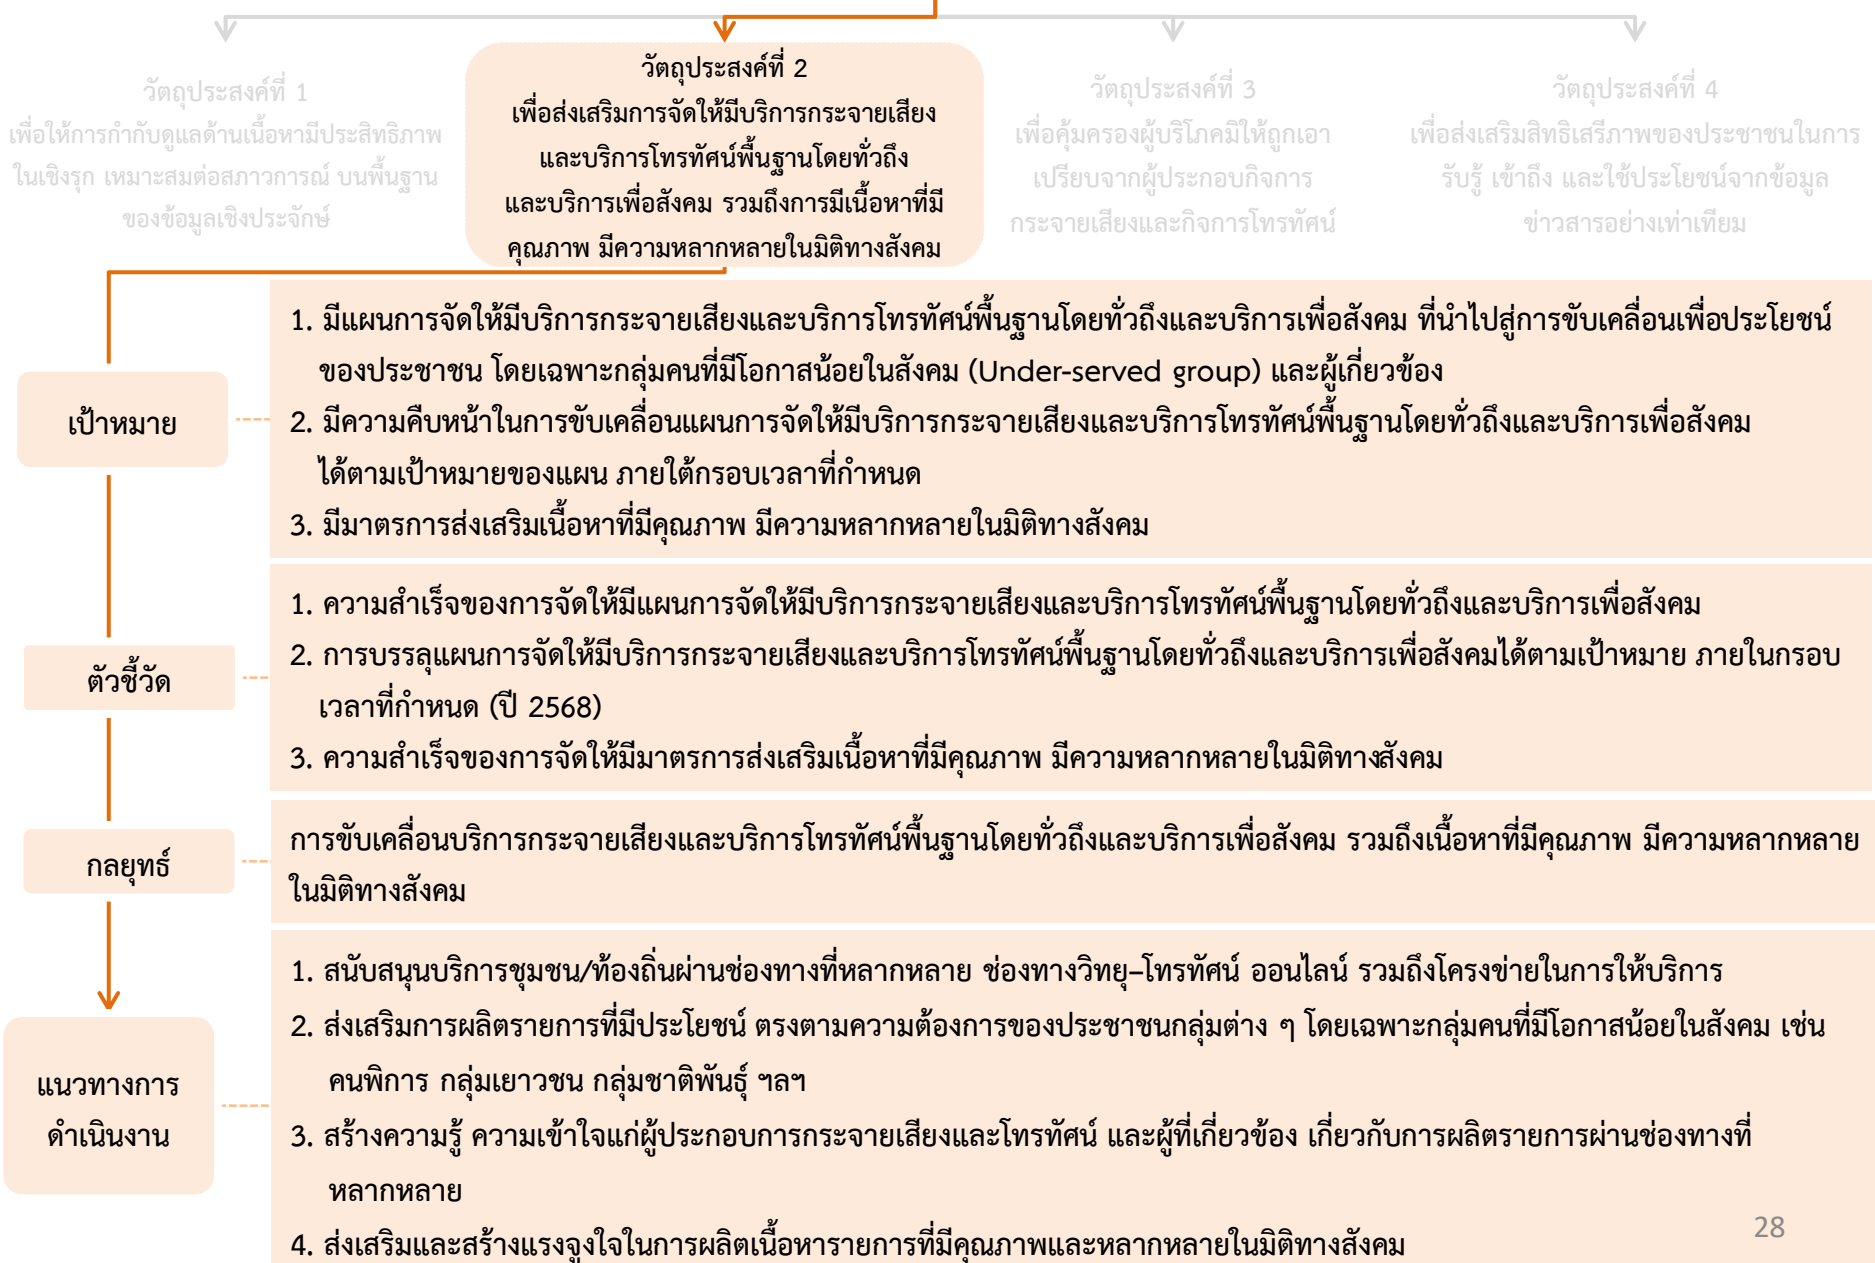 วัตถุประสงค์ที่ 1
เพื่อให้การกำกับดูแลด้านเนื้อหามีประสิทธิภาพ
ในเชิงรุก เหมาะสมต่อสภาวการณ์ บนพื้นฐาน
ของข้อมูลเชิงประจักษ์
วัตถุประสงค์ที่ 2
เพื่อส่งเสริมการจัดให้มีบริการกระจายเสียง
และบริการโทรทัศน์พื้นฐานโดยทั่วถึง
และบริการเพื่อสังคม รวมถึงการมีเนื้อหาที่มี
คุณภาพ มีความหลากหลายในมิติทางสังคม
วัตถุประสงค์ที่ 3
เพื่อคุ้มครองผู้บริโภคมิให้ถูกเอา
เปรียบจากผู้ประกอบกิจการ
กระจายเสียงและกิจการโทรทัศน์
วัตถุประสงค์ที่ 4
เพื่อส่งเสริมสิทธิเสรีภาพของประชาชนในการ
รับรู้ เข้าถึง และใช้ประโยชน์จากข้อมูล
ข่าวสารอย่างเท่าเทียม
เป้าหมาย
1. มีแผนการจัดให้มีบริการกระจายเสียงและบริการโทรทัศน์พื้นฐานโดยทั่วถึงและบริการเพื่อสังคม ที่นำไปสู่การขับเคลื่อนเพื่อประโยชน์
ของประชาชน โดยเฉพาะกลุ่มคนที่มีโอกาสน้อยในสังคม (Under-served group) และผู้เกี่ยวข้อง
2. มีความคืบหน้าในการขับเคลื่อนแผนการจัดให้มีบริการกระจายเสียงและบริการโทรทัศน์พื้นฐานโดยทั่วถึงและบริการเพื่อสังคม
ได้ตามเป้าหมายของแผน ภายใต้กรอบเวลาที่กำหนด
3. มีมาตรการส่งเสริมเนื้อหาที่มีคุณภาพ มีความหลากหลายในมิติทางสังคม
ตัวชี้วัด
1. ความสำเร็จของการจัดให้มีแผนการจัดให้มีบริการกระจายเสียงและบริการโทรทัศน์พื้นฐานโดยทั่วถึงและบริการเพื่อสังคม
2. การบรรลุแผนการจัดให้มีบริการกระจายเสียงและบริการโทรทัศน์พื้นฐานโดยทั่วถึงและบริการเพื่อสังคมได้ตามเป้าหมาย ภายในกรอบ
เวลาที่กำหนด (ปี 2568)
3. ความสำเร็จของการจัดให้มีมาตรการส่งเสริมเนื้อหาที่มีคุณภาพ มีความหลากหลายในมิติทางสังคม
กลยุทธ์
การขับเคลื่อนบริการกระจายเสียงและบริการโทรทัศน์พื้นฐานโดยทั่วถึงและบริการเพื่อสังคม รวมถึงเนื้อหาที่มีคุณภาพ มีความหลากหลาย
ในมิติทางสังคม
แนวทางการ
ดำเนินงาน
1. สนับสนุนบริการชุมชน/ท้องถิ่นผ่านช่องทางที่หลากหลาย ช่องทางวิทยุ–โทรทัศน์ ออนไลน์ รวมถึงโครงข่ายในการให้บริการ
2. ส่งเสริมการผลิตรายการที่มีประโยชน์ ตรงตามความต้องการของประชาชนกลุ่มต่าง ๆ โดยเฉพาะกลุ่มคนที่มีโอกาสน้อยในสังคม เช่น
คนพิการ กลุ่มเยาวชน กลุ่มชาติพันธุ์ ฯลฯ
3. สร้างความรู้ ความเข้าใจแก่ผู้ประกอบการกระจายเสียงและโทรทัศน์ และผู้ที่เกี่ยวข้อง เกี่ยวกับการผลิตรายการผ่านช่องทางที่
หลากหลาย
4. ส่งเสริมและสร้างแรงจูงใจในการผลิตเนื้อหารายการที่มีคุณภาพและหลากหลายในมิติทางสังคม
28